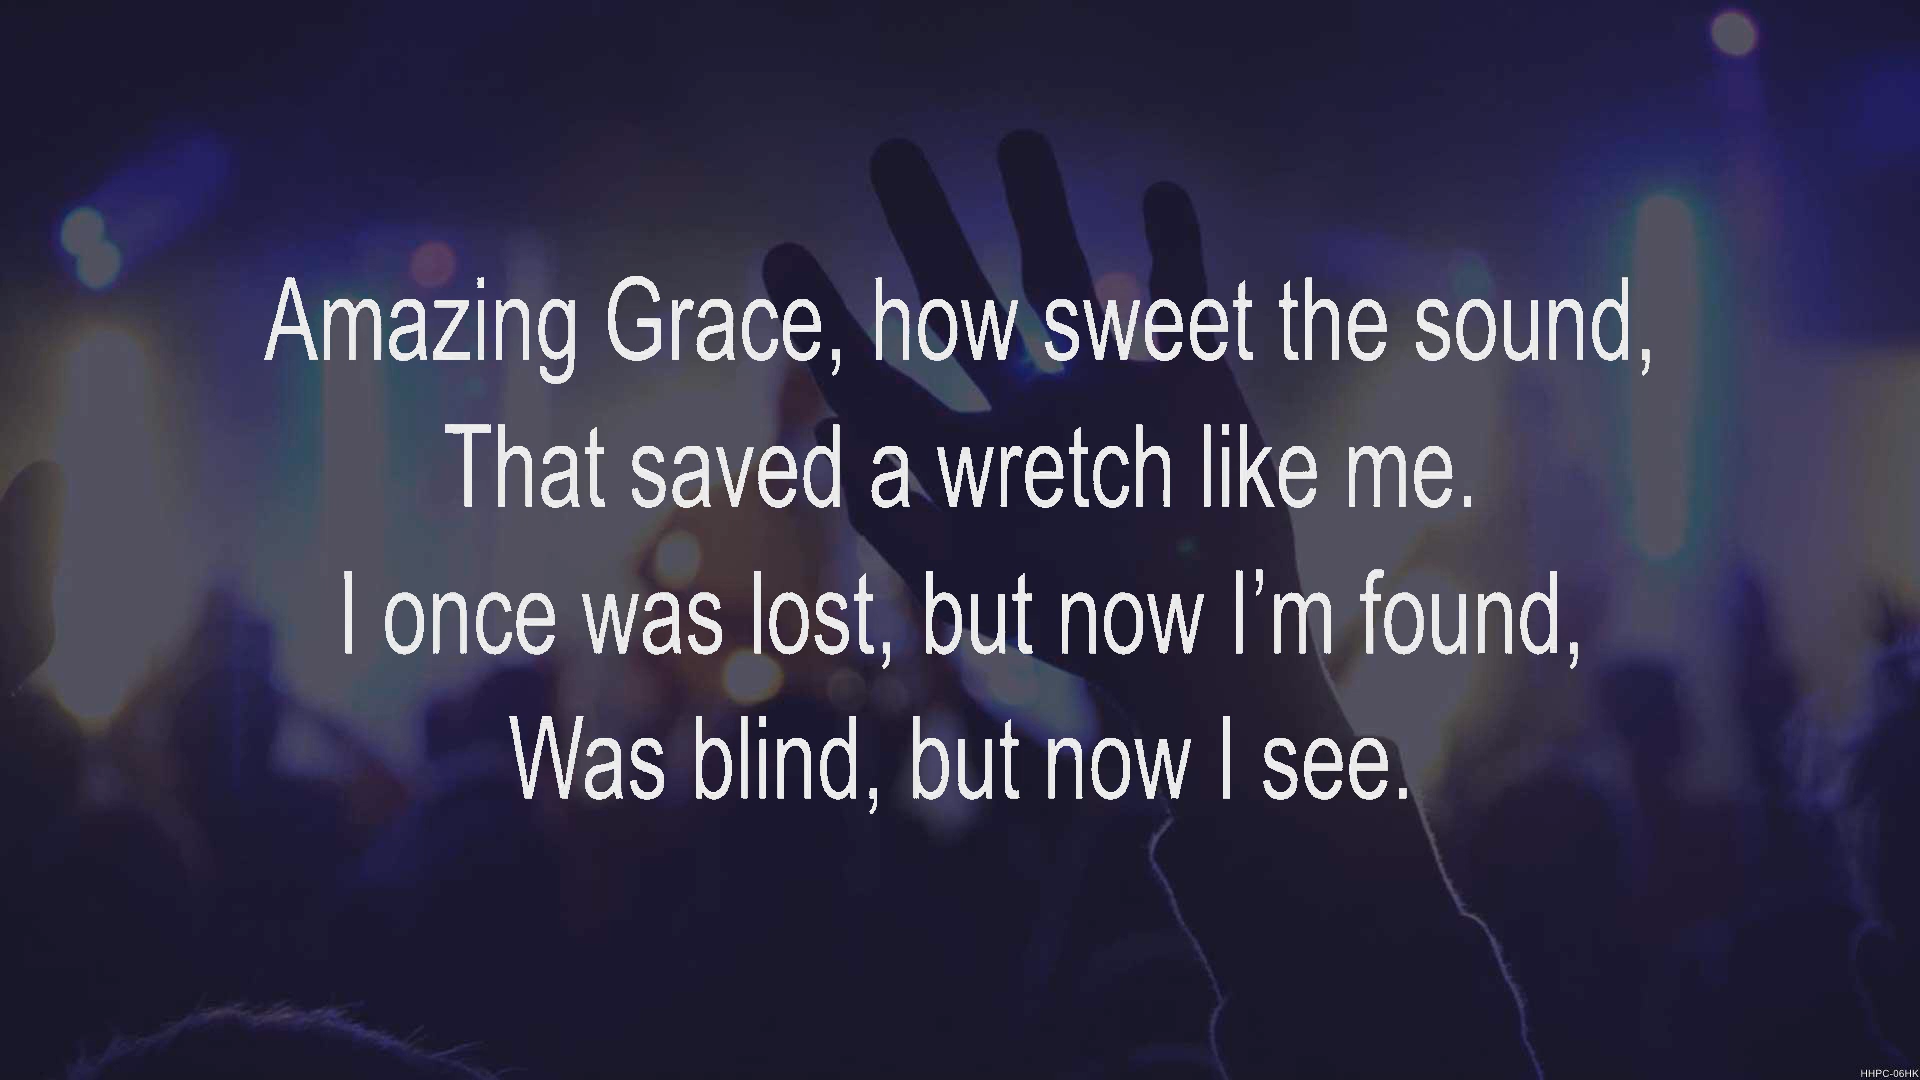 Amazing Grace, how sweet the sound,
That saved a wretch like me.
I once was lost, but now I’m found,
Was blind, but now I see.
HHPC-06HK